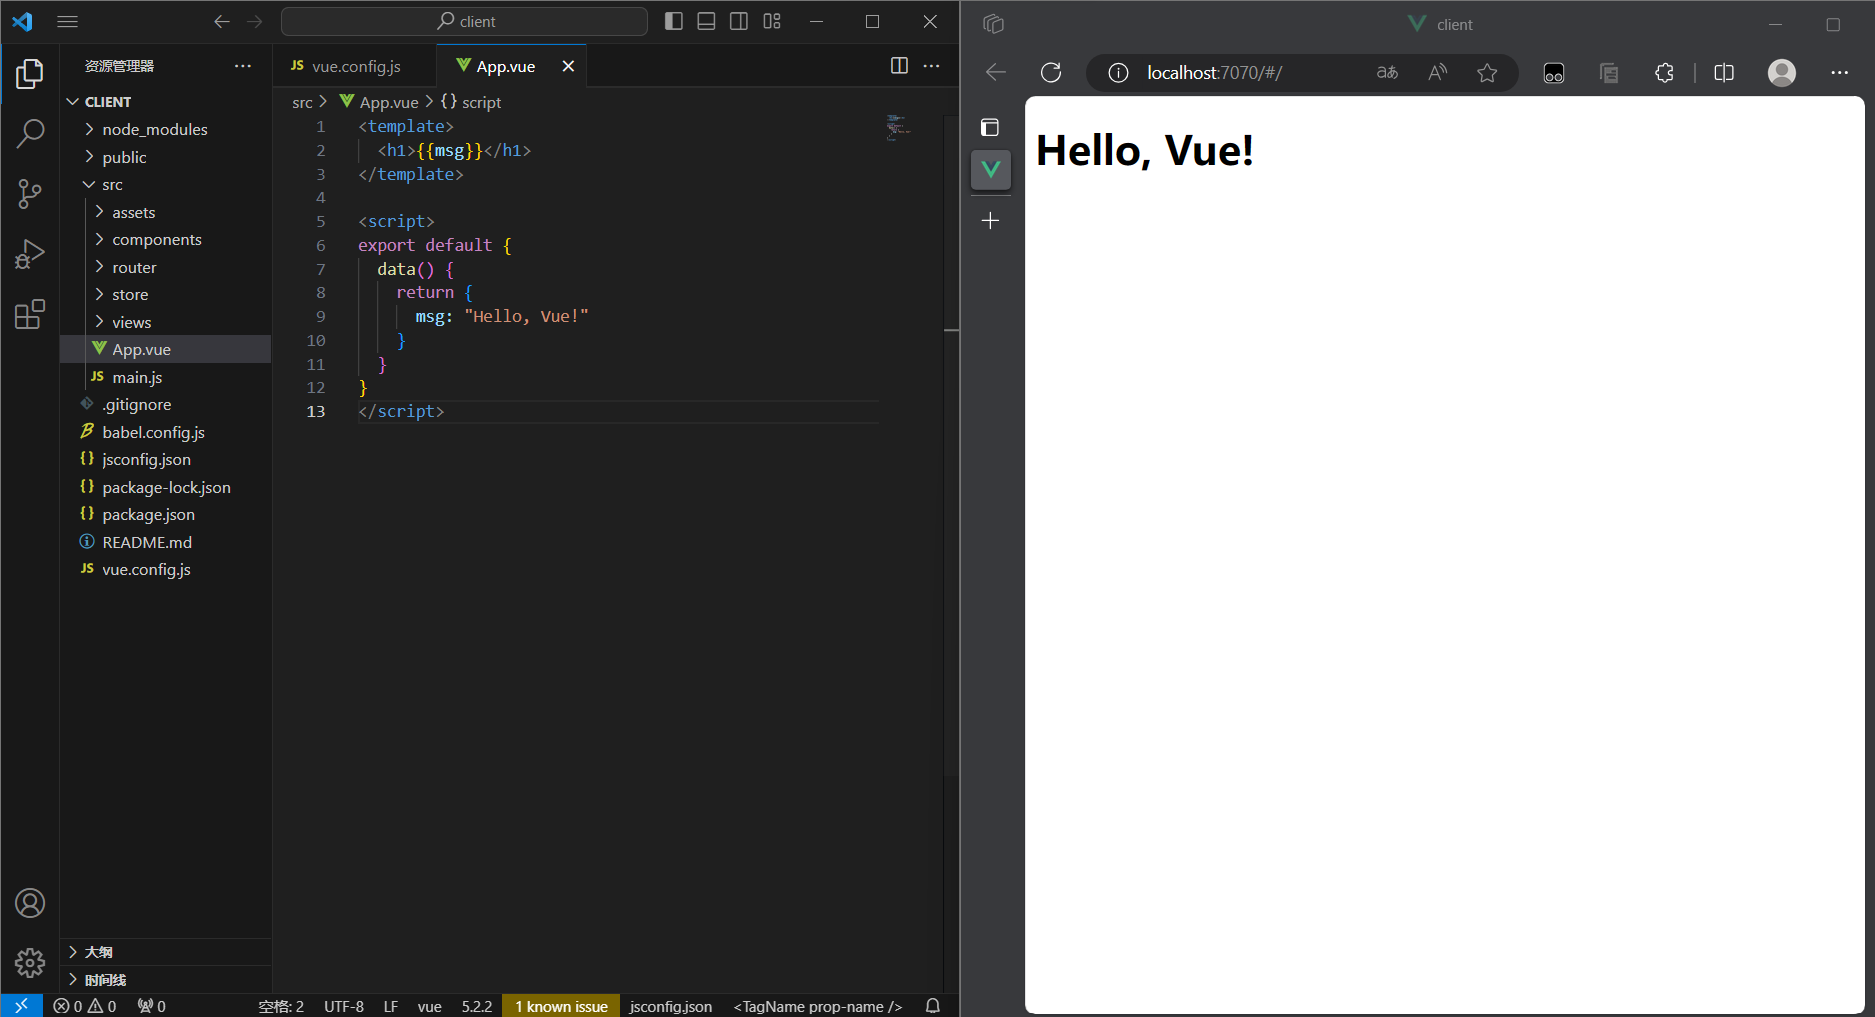 client
资源管理器
CLIENT
node_modules
public
src
assets
components
router
store
views
App.vue
JS main.js
.gitignore
babel.config.js
{} jsconfig.json
{} package-lock.json
{} package.json
README.md
JS vue.config.js
大纲
时间线
JS vue.config.js
App.vue
src > App.vue > {} script
1 <template>
2 <h1>{{msg}}</h1>
3 </template>
4
5 <script>
6 export default {
7 data() {
8 return {
9 msg: "Hello, Vue!"
10 }
11 }
12 }
13 </script>
0 0 0 空格: 2 UTF-8 LF vue 5.2.2 1 known issue jsconfig.json <TagName prop-name />
client
localhost:7070/#/ aあ A
Hello, Vue!